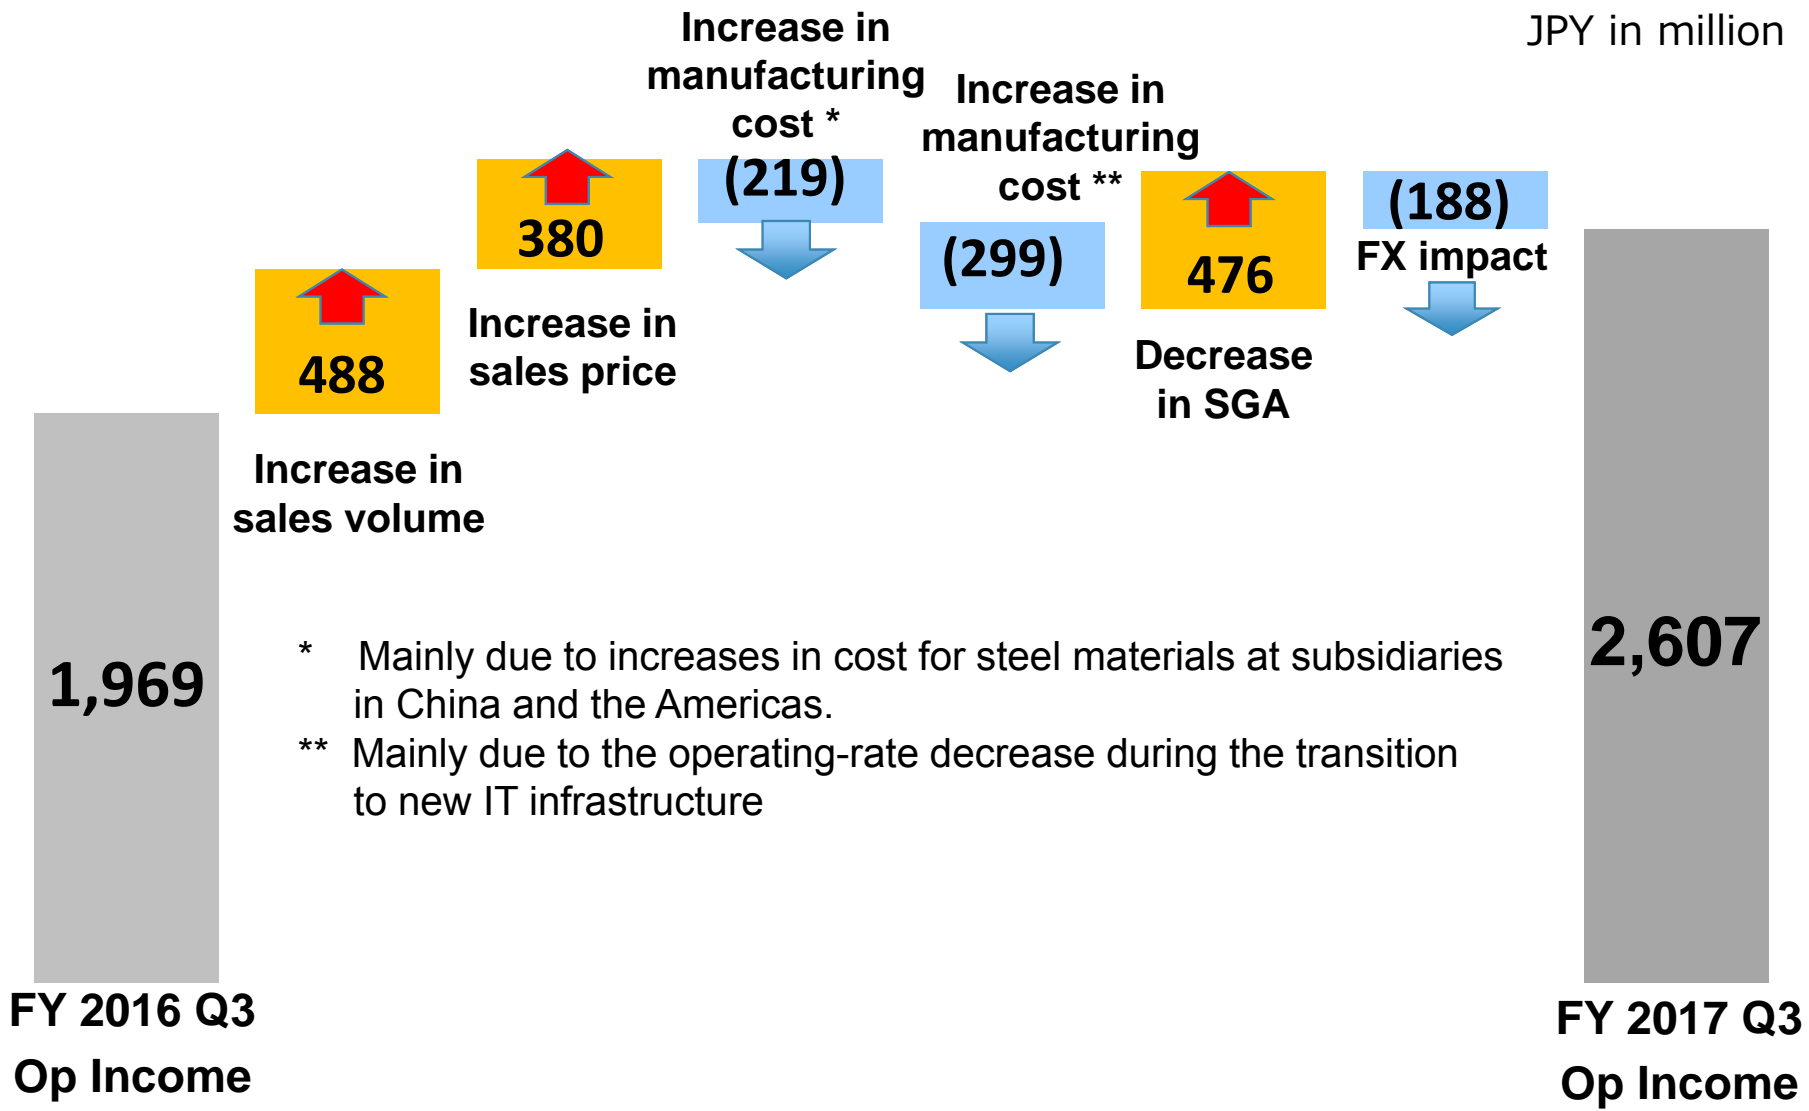 JPY in million
Increase in
manufacturing
cost *
(219)
Increase in
manufacturing
cost **
(299)
380
Increase in
sales price
488
Increase in
sales volume
476
Decrease
in SGA
(188)
FX impact
1,969
2,607
* Mainly due to increases in cost for steel materials at subsidiaries
in China and the Americas.
** Mainly due to the operating-rate decrease during the transition
to new IT infrastructure
FY 2016 Q3
Op Income
FY 2017 Q3
Op Income